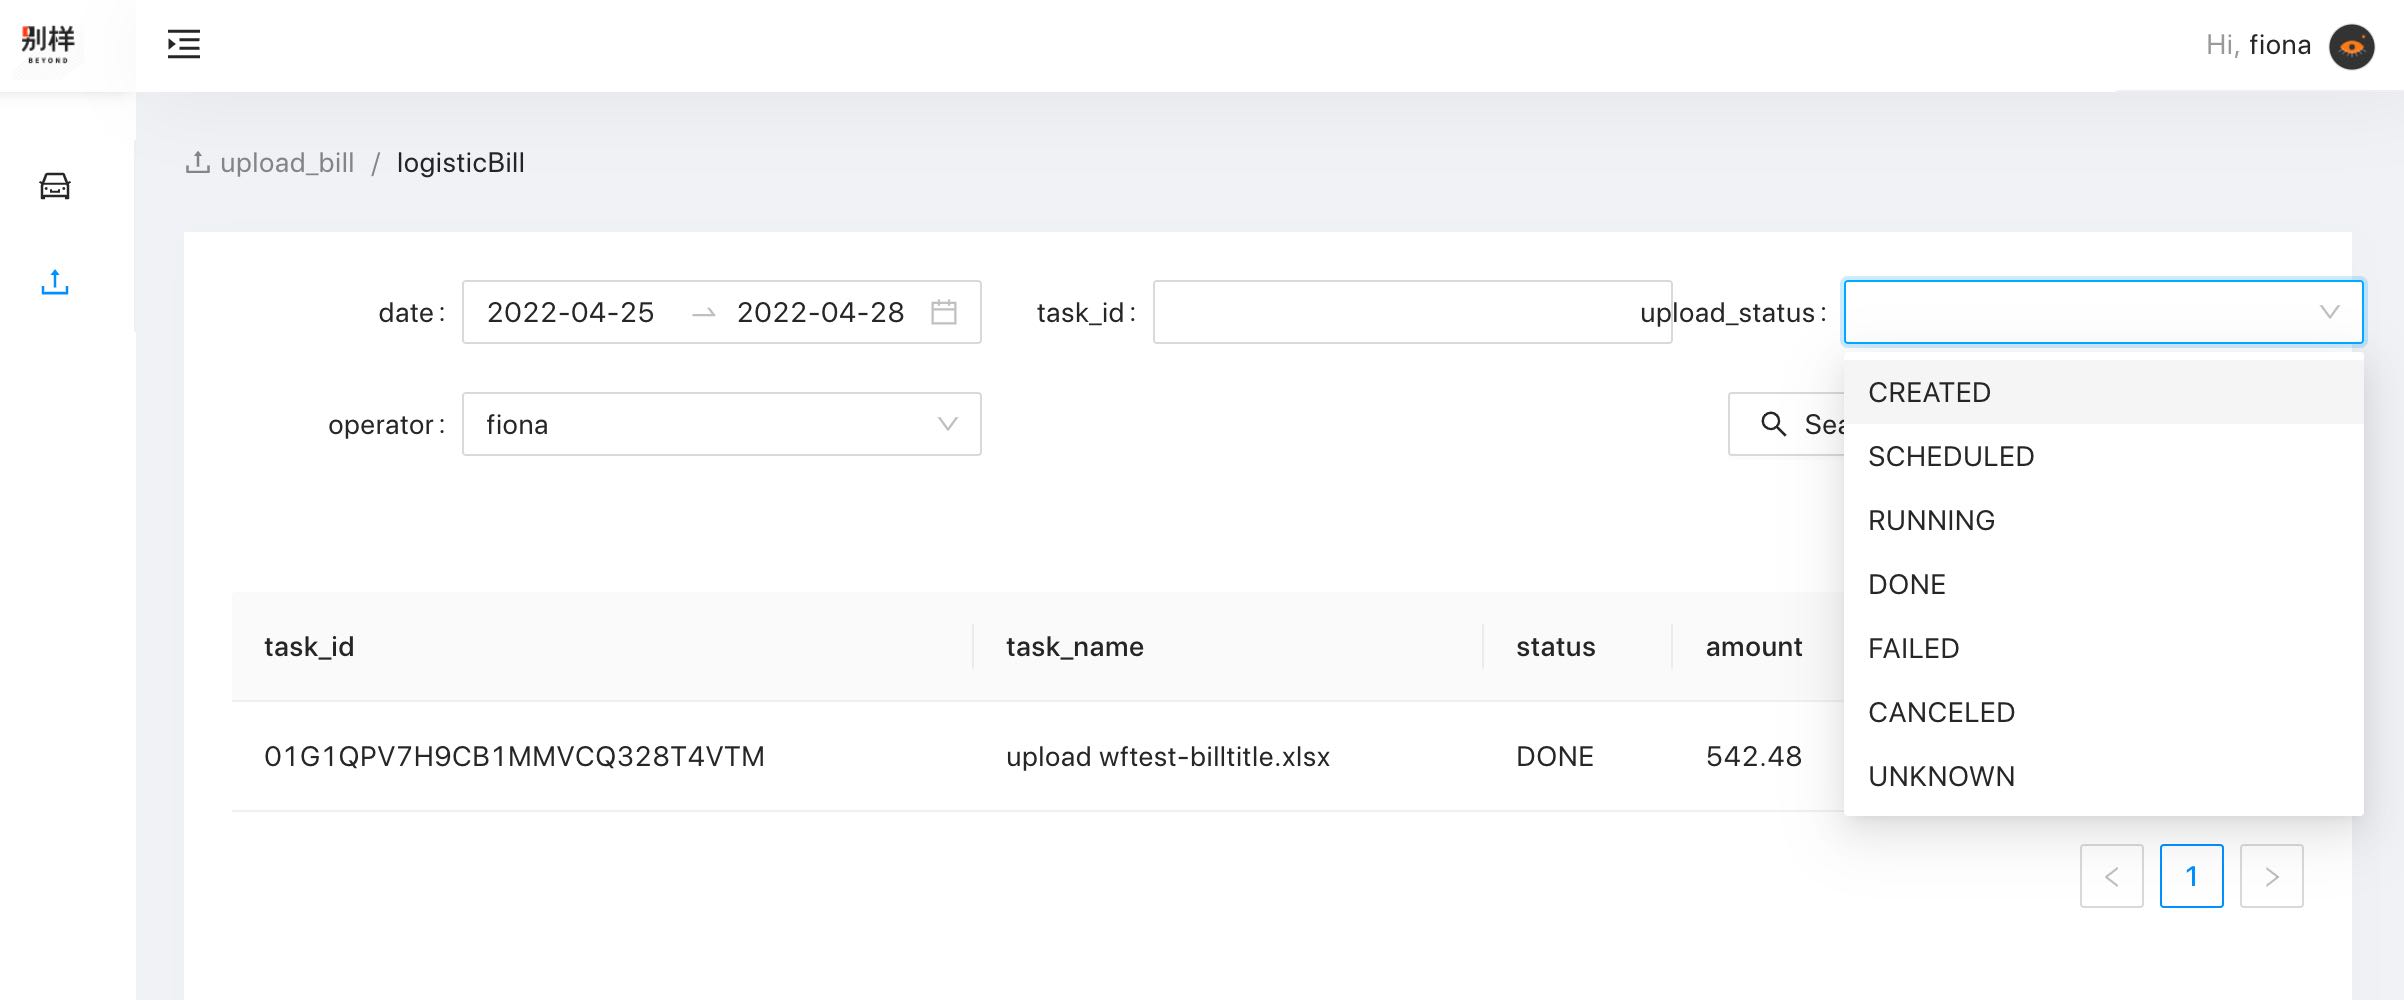 别样
BEYOND
Hi, fiona
upload_bill / logisticBill
date: 2022-04-25 → 2022-04-28
task_id:
upload_status:
operator: fiona
CREATED
SCHEDULED
RUNNING
DONE
FAILED
CANCELED
UNKNOWN
task_id task_name status amount
01G1QPV7H9CB1MMVCQ328T4VTM upload wftest-billtitle.xlsx DONE 542.48
< 1 >